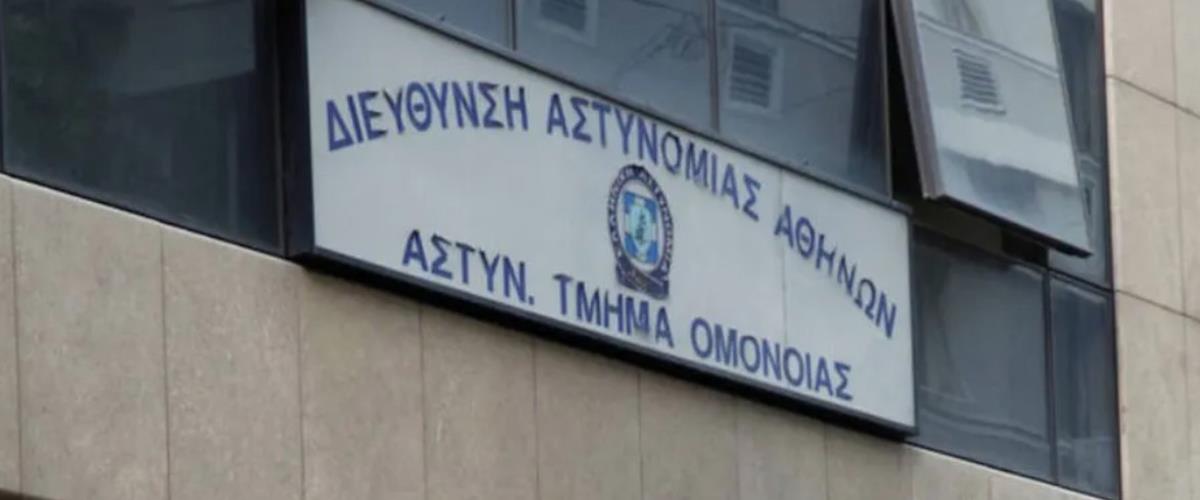 ΔΙΕΥΘΥΝΣΗ ΑΣΤΥΝΟΜΙΑΣ ΑΘΗΝΩΝ
ΑΣΤΥΝ. ΤΜΗΜΑ ΟΜΟΝΟΙΑΣ